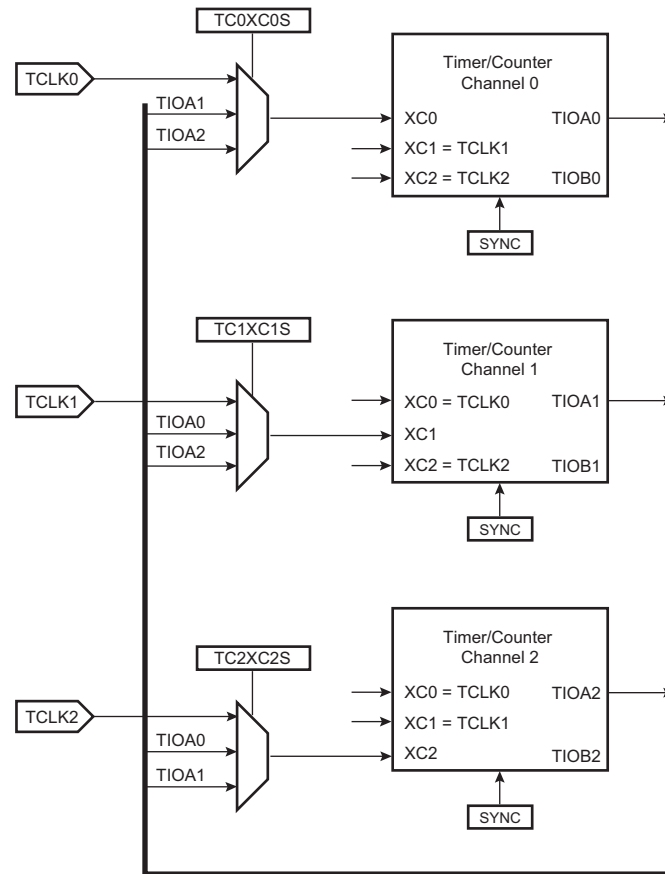 TC0XC0S
TCLK0
TIOA1
TIOA2
Timer/Counter
Channel 0
XC0
TIOA0
XC1 = TCLK1
XC2 = TCLK2
TIOB0
SYNC
TC1XC1S
TCLK1
TIOA0
TIOA2
Timer/Counter
Channel 1
XC0 = TCLK0
TIOA1
XC1
XC2 = TCLK2
TIOB1
SYNC
TC2XC2S
TCLK2
TIOA0
TIOA1
Timer/Counter
Channel 2
XC0 = TCLK0
TIOA2
XC1 = TCLK1
XC2
TIOB2
SYNC